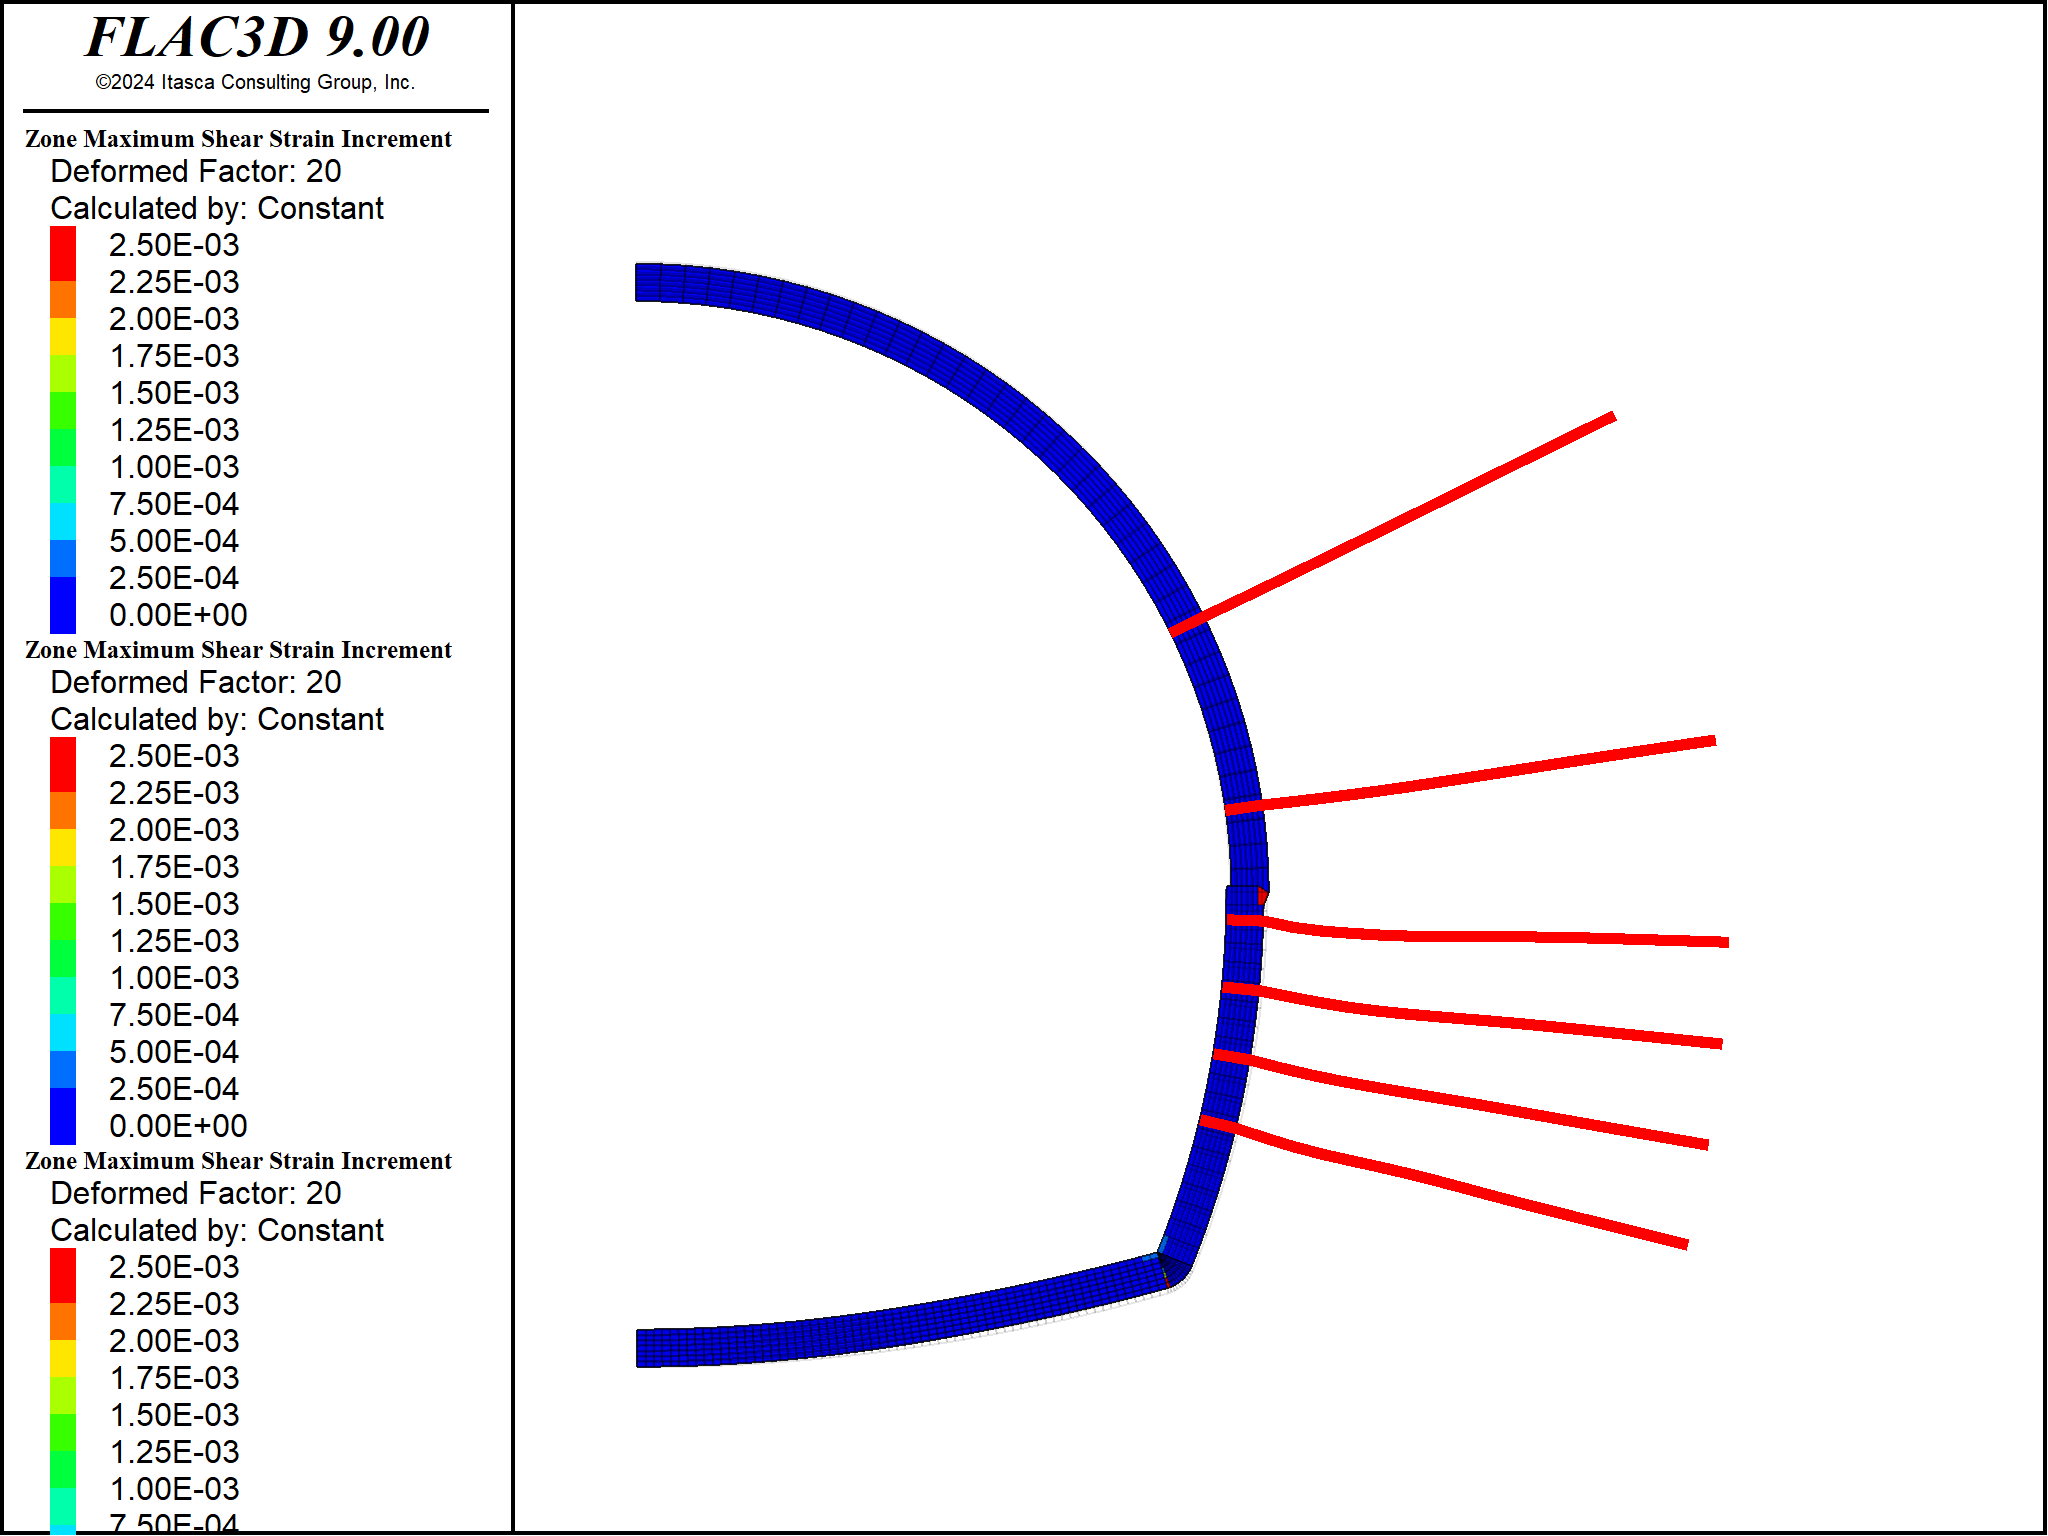 FLAC3D 9.00
©2024 Itasca Consulting Group, Inc.
Zone Maximum Shear Strain Increment
Deformed Factor: 20
Calculated by: Constant
2.50E-03
2.25E-03
2.00E-03
1.75E-03
1.50E-03
1.25E-03
1.00E-03
7.50E-04
5.00E-04
2.50E-04
0.00E+00
Zone Maximum Shear Strain Increment
Deformed Factor: 20
Calculated by: Constant
2.50E-03
2.25E-03
2.00E-03
1.75E-03
1.50E-03
1.25E-03
1.00E-03
7.50E-04
5.00E-04
2.50E-04
0.00E+00
Zone Maximum Shear Strain Increment
Deformed Factor: 20
Calculated by: Constant
2.50E-03
2.25E-03
2.00E-03
1.75E-03
1.50E-03
1.25E-03
1.00E-03
7.50E-04